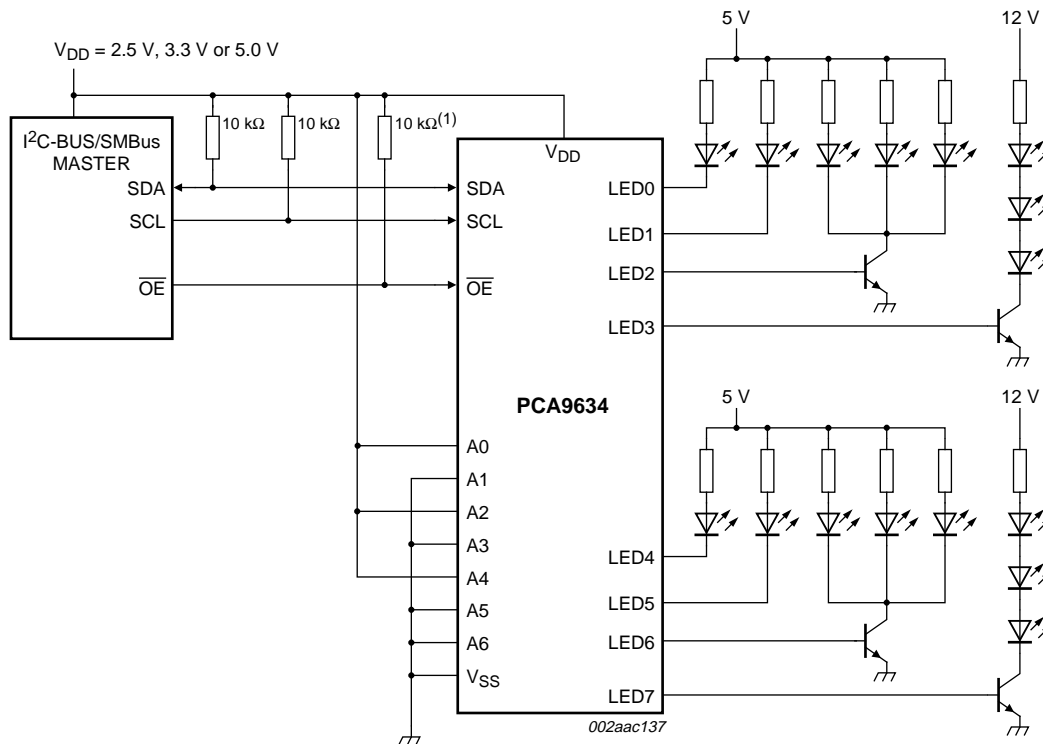 5 V
12 V
V_DD = 2.5 V, 3.3 V or 5.0 V
10 kΩ
10 kΩ
10 kΩ(1)
I²C-BUS/SMBus
MASTER
SDA
SCL
O̅E̅
V_DD
SDA
SCL
O̅E̅
LED0
LED1
LED2
LED3
PCA9634
5 V
12 V
A0
A1
A2
A3
A4
A5
A6
V_SS
LED4
LED5
LED6
LED7
002aac137